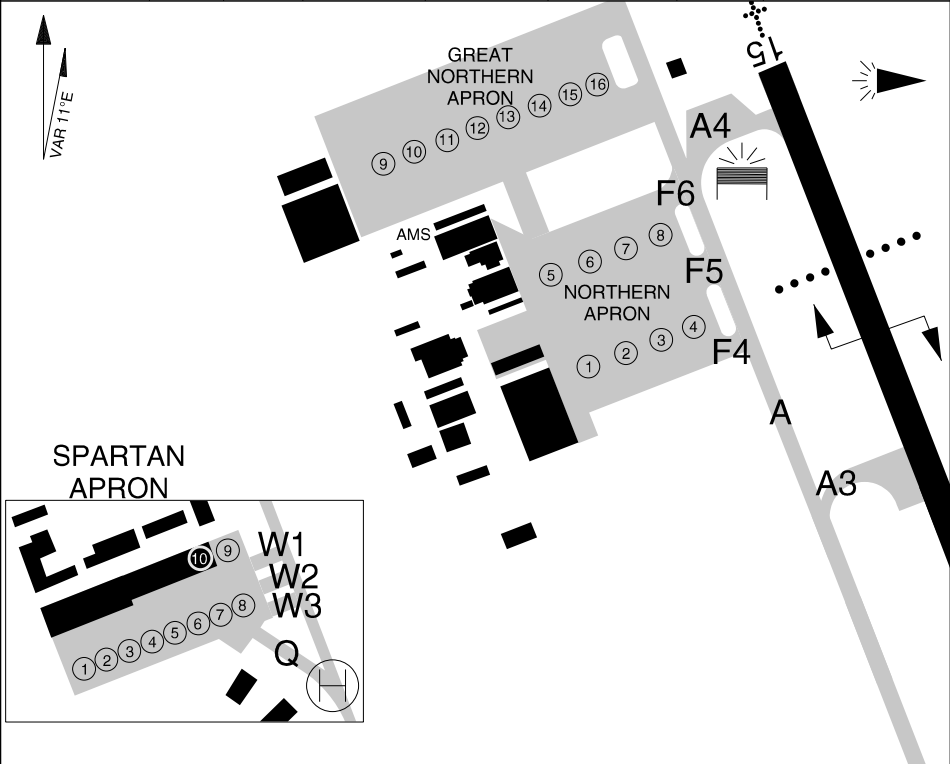 15
VAR 11°E
GREAT
NORTHERN
APRON
9 10 11 12 13 14 15 16
A4
F6
AMS
5 6 7 8
F5
NORTHERN
APRON
1 2 3 4
F4
A
A3
SPARTAN
APRON
10 9
W1
W2
W3
1 2 3 4 5 6 7 8
Q
H